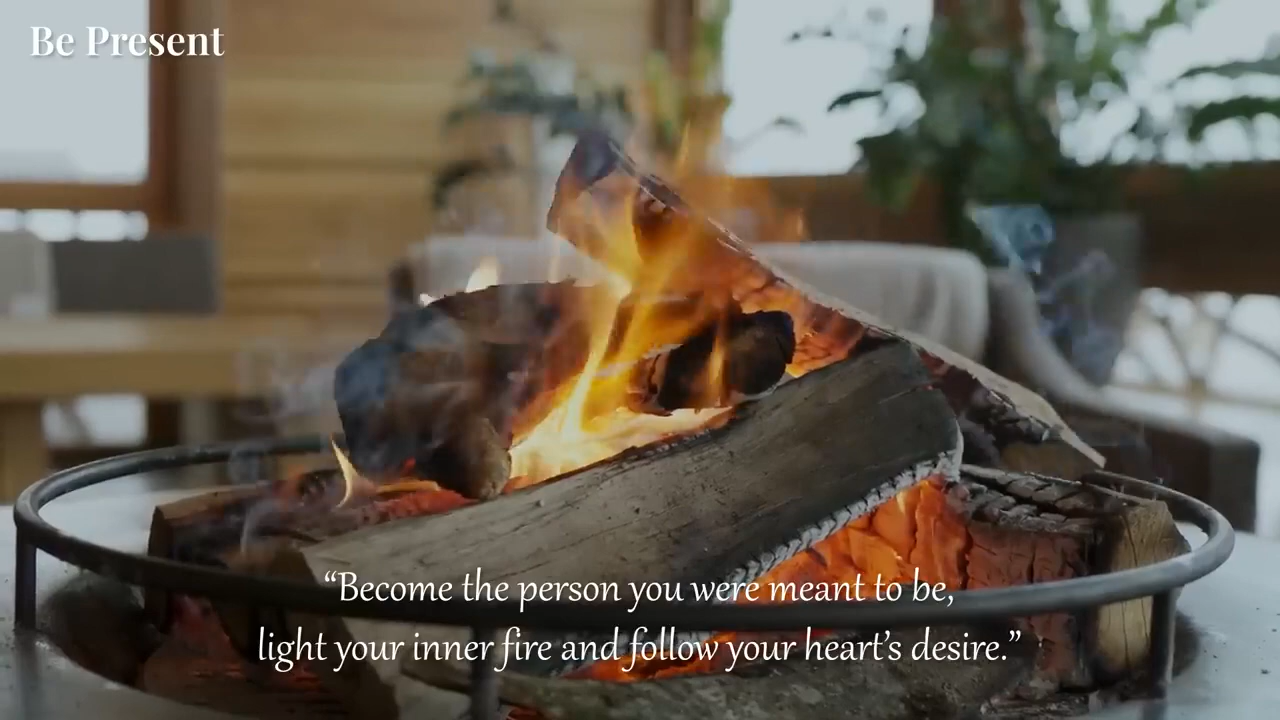 Be Present
“Become the person you were meant to be,
light your inner fire and follow your heart’s desire.”